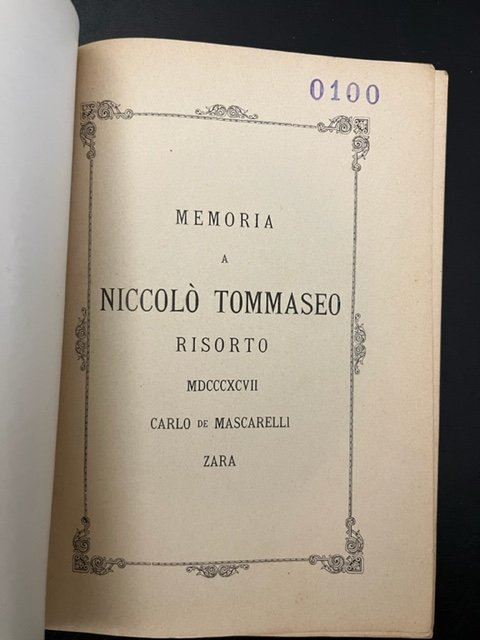 0100
MEMORIA
A
NICCOLÒ TOMMASEO
RISORTO
MDCCCXCVII
CARLO DE MASCARELLI
ZARA